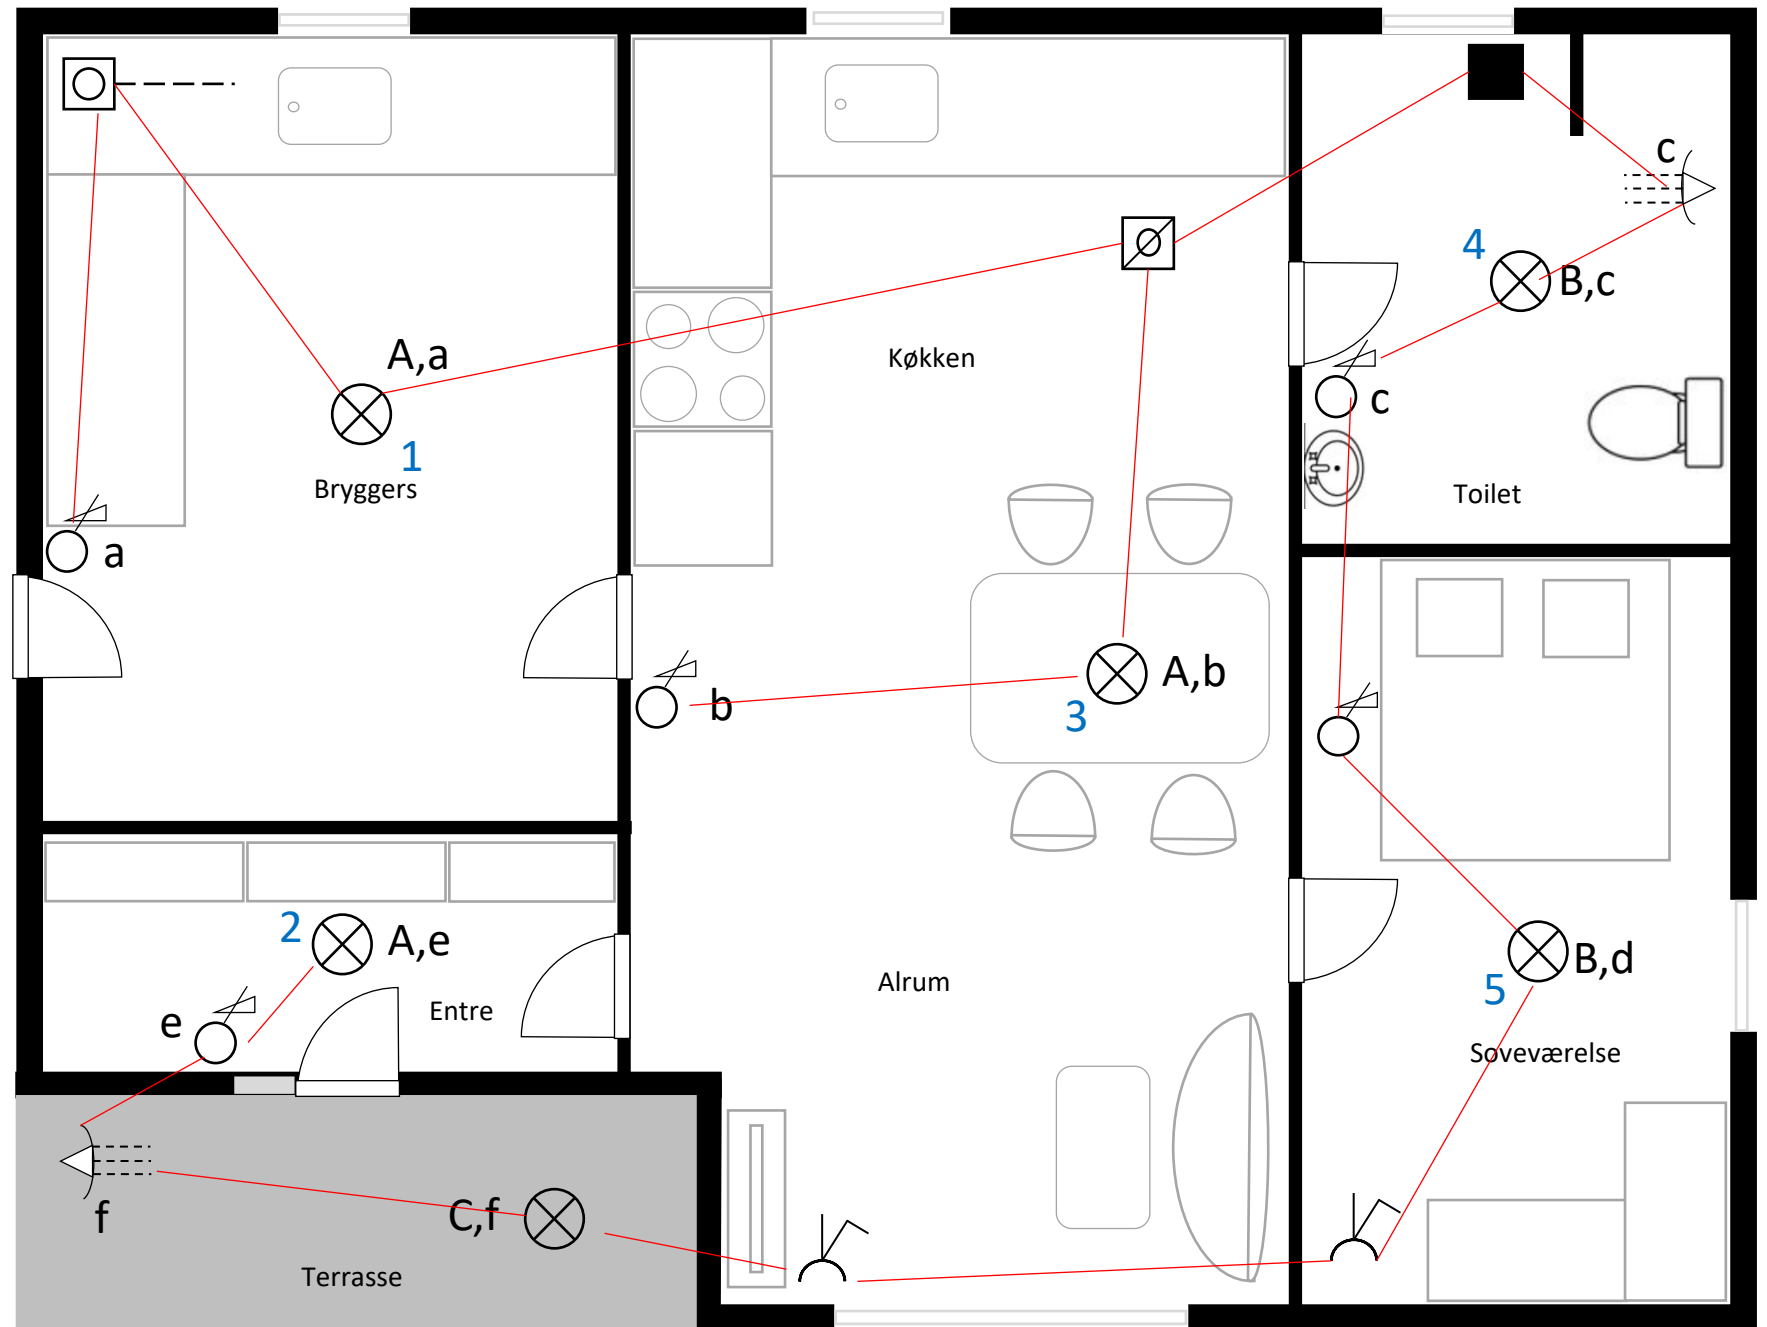 c
4
B,c
A,a
Køkken
c
1
Bryggers
Toilet
a
A,b
b
3
2
A,e
B,d
5
Alrum
e
Entre
Soveværelse
f
C,f
Terrasse